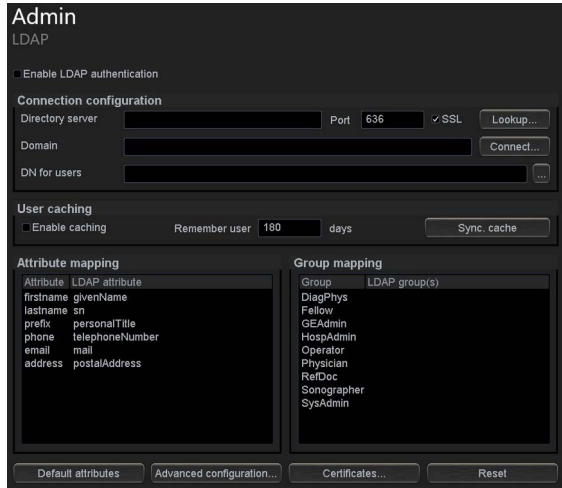 Admin
LDAP
Enable LDAP authentication
Connection configuration
Directory server Port 636 SSL Lookup...
Domain Connect...
DN for users ...
User caching
Enable caching Remember user 180 days Sync. cache
Attribute mapping
Attribute LDAP attribute
firstname givenName
lastname sn
prefix personalTitle
phone telephoneNumber
email mail
address postalAddress
Group mapping
Group LDAP group(s)
DiagPhys
Fellow
GEAdmin
HospAdmin
Operator
Physician
RefDoc
Sonographer
SysAdmin
Default attributes Advanced configuration... Certificates... Reset